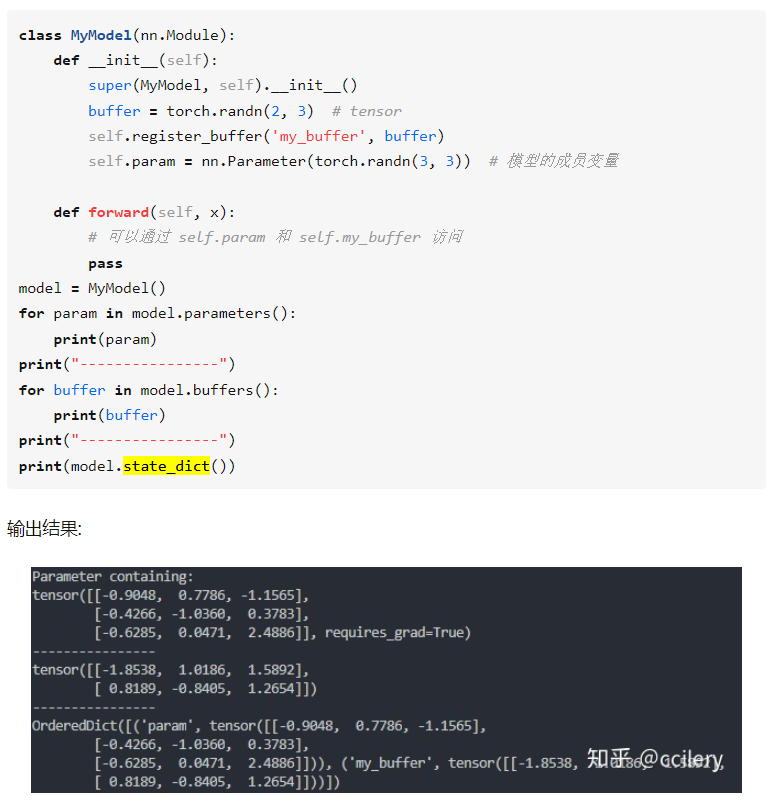 class MyModel(nn.Module):
    def __init__(self):
        super(MyModel, self).__init__()
        buffer = torch.randn(2, 3)  # tensor
        self.register_buffer('my_buffer', buffer)
        self.param = nn.Parameter(torch.randn(3, 3))  # 模型的成员变量
    def forward(self, x):
        # 可以通过 self.param 和 self.my_buffer 访问
        pass
model = MyModel()
for param in model.parameters():
    print(param)
print("----------------")
for buffer in model.buffers():
    print(buffer)
print("----------------")
print(model.state_dict())
输出结果:
Parameter containing:
tensor([[-0.9048,  0.7786, -1.1565],
        [-0.4266, -1.0360,  0.3783],
        [-0.6285,  0.0471,  2.4886]], requires_grad=True)
----------------
tensor([[-1.8538,  1.0186,  1.5892],
        [ 0.8189, -0.8405,  1.2654]])
----------------
OrderedDict([('param', tensor([[-0.9048,  0.7786, -1.1565],
        [-0.4266, -1.0360,  0.3783],
        [-0.6285,  0.0471,  2.4886]])), ('my_buffer', tensor([[-1.8538,  1.0186,  1.5892],
        [ 0.8189, -0.8405,  1.2654]]))])
知乎 @ccilery